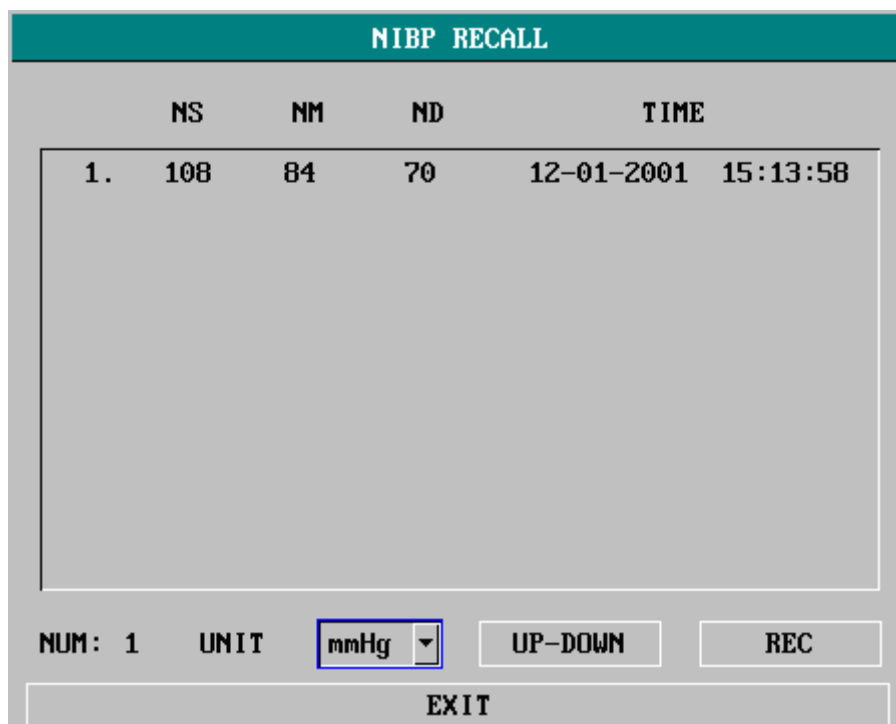 NIBP RECALL
NS NM ND TIME
1. 108 84 70 12-01-2001 15:13:58
NUM: 1 UNIT mmHg UP-DOWN REC
EXIT